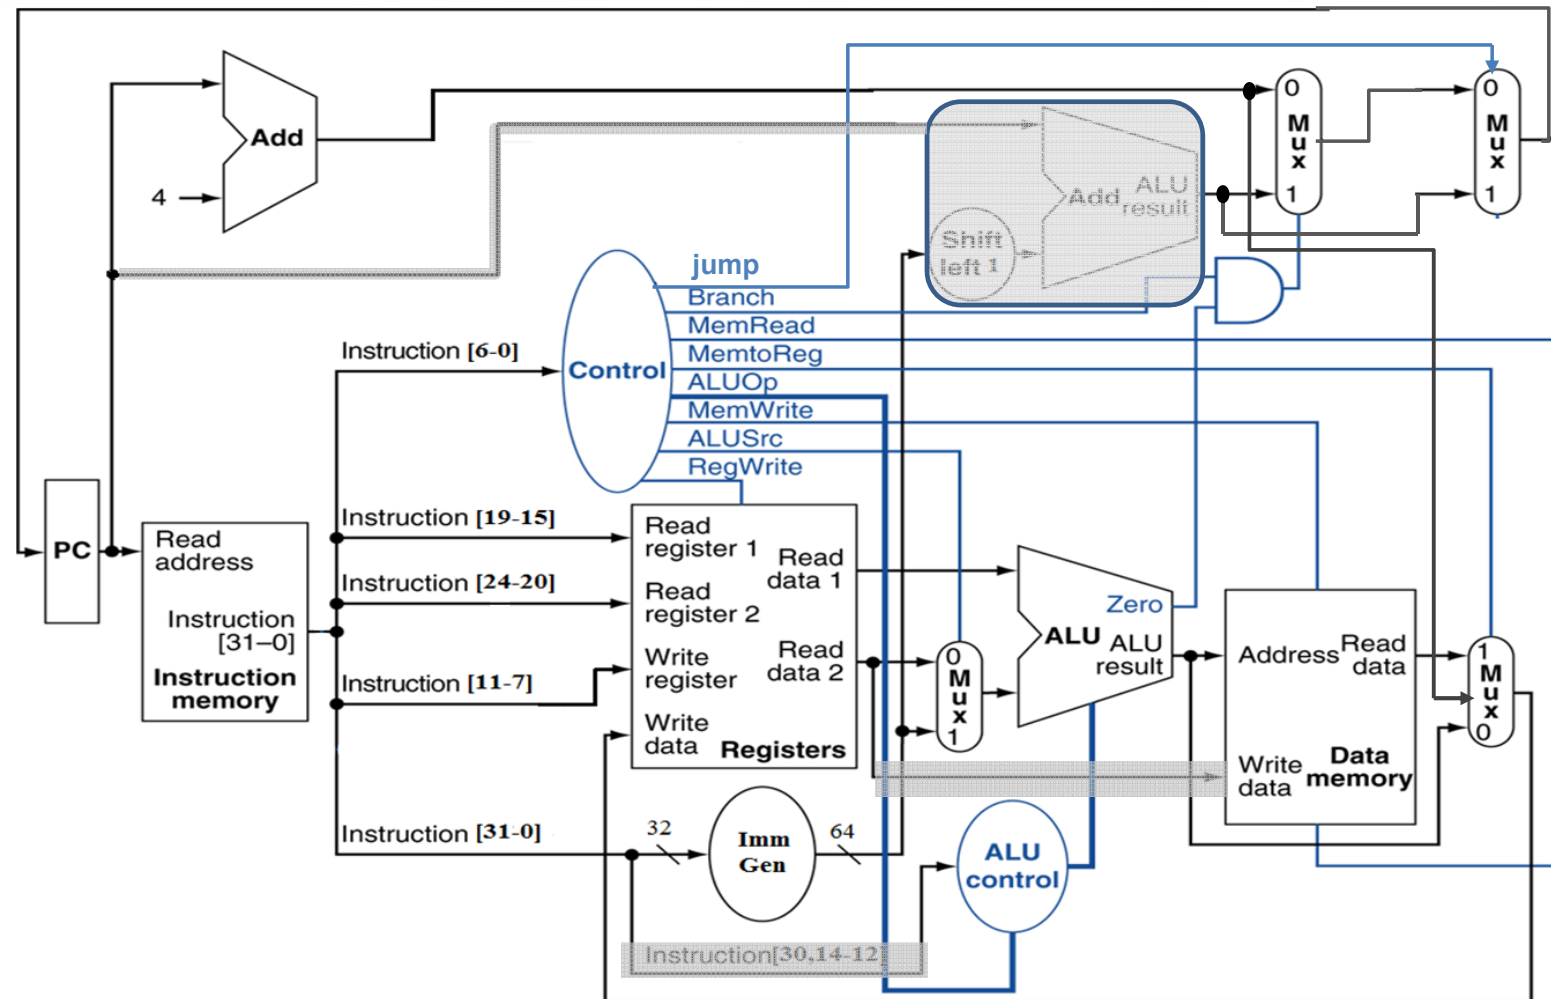 0
M
u
x
1
0
M
u
x
1
Add
4
Add
ALU
result
Shift
left 1
jump
Branch
MemRead
MemtoReg
ALUOp
MemWrite
ALUSrc
RegWrite
Control
Instruction [6-0]
Instruction [19-15]
Instruction [24-20]
Instruction [11-7]
Instruction [31-0]
PC
Read
address
Instruction
[31–0]
Instruction
memory
Read
register 1
Read
register 2
Write
register
Write
data
Read
data 1
Read
data 2
Registers
0
M
u
x
1
Zero
ALU
ALU
result
Address
Read
data
Write
data
Data
memory
1
M
u
x
0
32
Imm
Gen
64
ALU
control
Instruction[30,14-12]